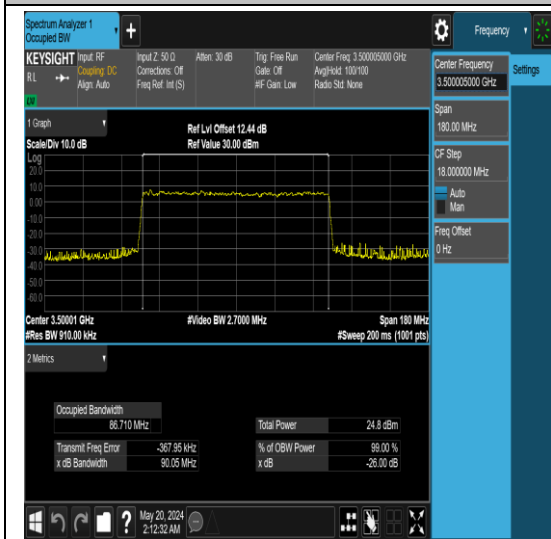 Spectrum Analyzer 1
Occupied BW
Frequency
KEYSIGHT
R L
Input: RF
Coupling: DC
Align: Auto
Input Z: 50 Ω
Corrections: Off
Freq Ref: Int (S)
Atten: 30 dB
Trig: Free Run
Gate: Off
#IF Gain: Low
Center Freq: 3.500005000 GHz
Avg|Hold: 100/100
Radio Std: None
Center Frequency
3.500005000 GHz
Settings
Span
180.00 MHz
CF Step
18.000000 MHz
Auto
Man
Freq Offset
0 Hz
1 Graph
Scale/Div 10.0 dB
Ref Lvl Offset 12.44 dB
Ref Value 30.00 dBm
Log
20.0
10.0
0.00
-10.0
-20.0
-30.0
-40.0
-50.0
-60.0
Center 3.50001 GHz
#Video BW 2.7000 MHz
Span 180 MHz
#Res BW 910.00 kHz
#Sweep 200 ms (1001 pts)
2 Metrics
Occupied Bandwidth
86.710 MHz
Total Power 24.8 dBm
Transmit Freq Error -367.95 kHz
% of OBW Power 99.00 %
x dB Bandwidth 90.05 MHz
x dB -26.00 dB
?
May 20, 2024
2:12:32 AM